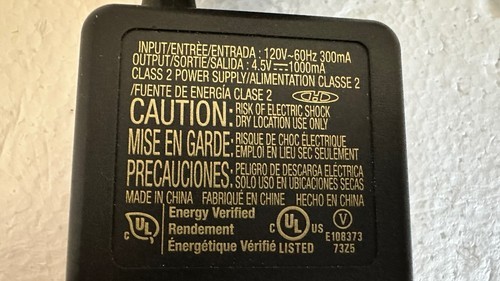 INPUT/ENTRÈE/ENTRADA : 120V~60Hz 300mA
OUTPUT/SORTIE/SALIDA : 4.5V⎓1000mA
CLASS 2 POWER SUPPLY/ALIMENTATION CLASSE 2
/FUENTE DE ENERGÍA CLASE 2
CAUTION: RISK OF ELECTRIC SHOCK
DRY LOCATION USE ONLY
MISE EN GARDE: RISQUE DE CHOC ÉLECTRIQUE
EMPLOI EN LIEU SEC SEULEMENT
PRECAUCIONES: PELIGRO DE DESCARGA ELÉCTRICA
SOLO USO EN UBICACIONES SECAS
MADE IN CHINA FABRIQUÉ EN CHINE HECHO EN CHINA
C UL Energy Verified
Rendement
Énergétique Vérifié
C UL US
LISTED
V
E108373
73Z5